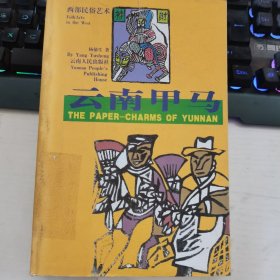 西部民俗艺术
Folk Arts
in the West
杨郁生 著
By Yang Yusheng
云南人民出版社
Yunnan People's
Publishing
House
云南甲马
THE PAPER-CHARMS OF YUNNAN